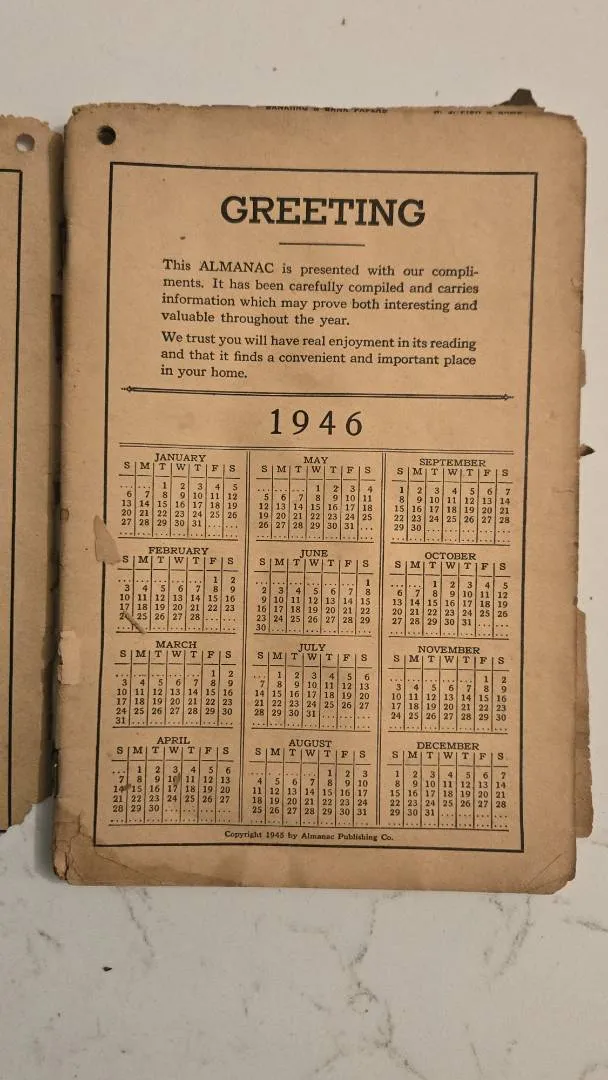 GREETING
This ALMANAC is presented with our compli-
ments. It has been carefully compiled and carries
information which may prove both interesting and
valuable throughout the year.
We trust you will have real enjoyment in its reading
and that it finds a convenient and important place
in your home.
1946
JANUARY
S M T W T F S
1 2 3 4 5
6 7 8 9 10 11 12
13 14 15 16 17 18 19
20 21 22 23 24 25 26
27 28 29 30 31
FEBRUARY
S M T W T F S
1 2
3 4 5 6 7 8 9
10 11 12 13 14 15 16
17 18 19 20 21 22 23
25 26 27 28
MARCH
S M T W T F S
1 2
3 4 5 6 7 8 9
10 11 12 13 14 15 16
17 18 19 20 21 22 23
24 25 26 27 28 29 30
31
APRIL
S M T W T F S
1 2 3 4 5 6
7 8 9 10 11 12 13
14 15 16 17 18 19 20
21 22 23 24 25 26 27
28 29 30
MAY
S M T W T F S
1 2 3 4
5 6 7 8 9 10 11
12 13 14 15 16 17 18
19 20 21 22 23 24 25
26 27 28 29 30 31
JUNE
S M T W T F S
1
2 3 4 5 6 7 8
9 10 11 12 13 14 15
16 17 18 19 20 21 22
23 24 25 26 27 28 29
30
JULY
S M T W T F S
1 2 3 4 5 6
7 8 9 10 11 12 13
14 15 16 17 18 19 20
21 22 23 24 25 26 27
28 29 30 31
AUGUST
S M T W T F S
1 2 3
4 5 6 7 8 9 10
11 12 13 14 15 16 17
18 19 20 21 22 23 24
25 26 27 28 29 30 31
SEPTEMBER
S M T W T F S
1 2 3 4 5 6 7
8 9 10 11 12 13 14
15 16 17 18 19 20 21
22 23 24 25 26 27 28
29 30
OCTOBER
S M T W T F S
1 2 3 4 5
6 7 8 9 10 11 12
13 14 15 16 17 18 19
20 21 22 23 24 25 26
27 28 29 30 31
NOVEMBER
S M T W T F S
1 2
3 4 5 6 7 8 9
10 11 12 13 14 15 16
17 18 19 20 21 22 23
24 25 26 27 28 29 30
DECEMBER
S M T W T F S
1 2 3 4 5 6 7
8 9 10 11 12 13 14
15 16 17 18 19 20 21
22 23 24 25 26 27 28
29 30 31
Copyright 1945 by Almanac Publishing Co.